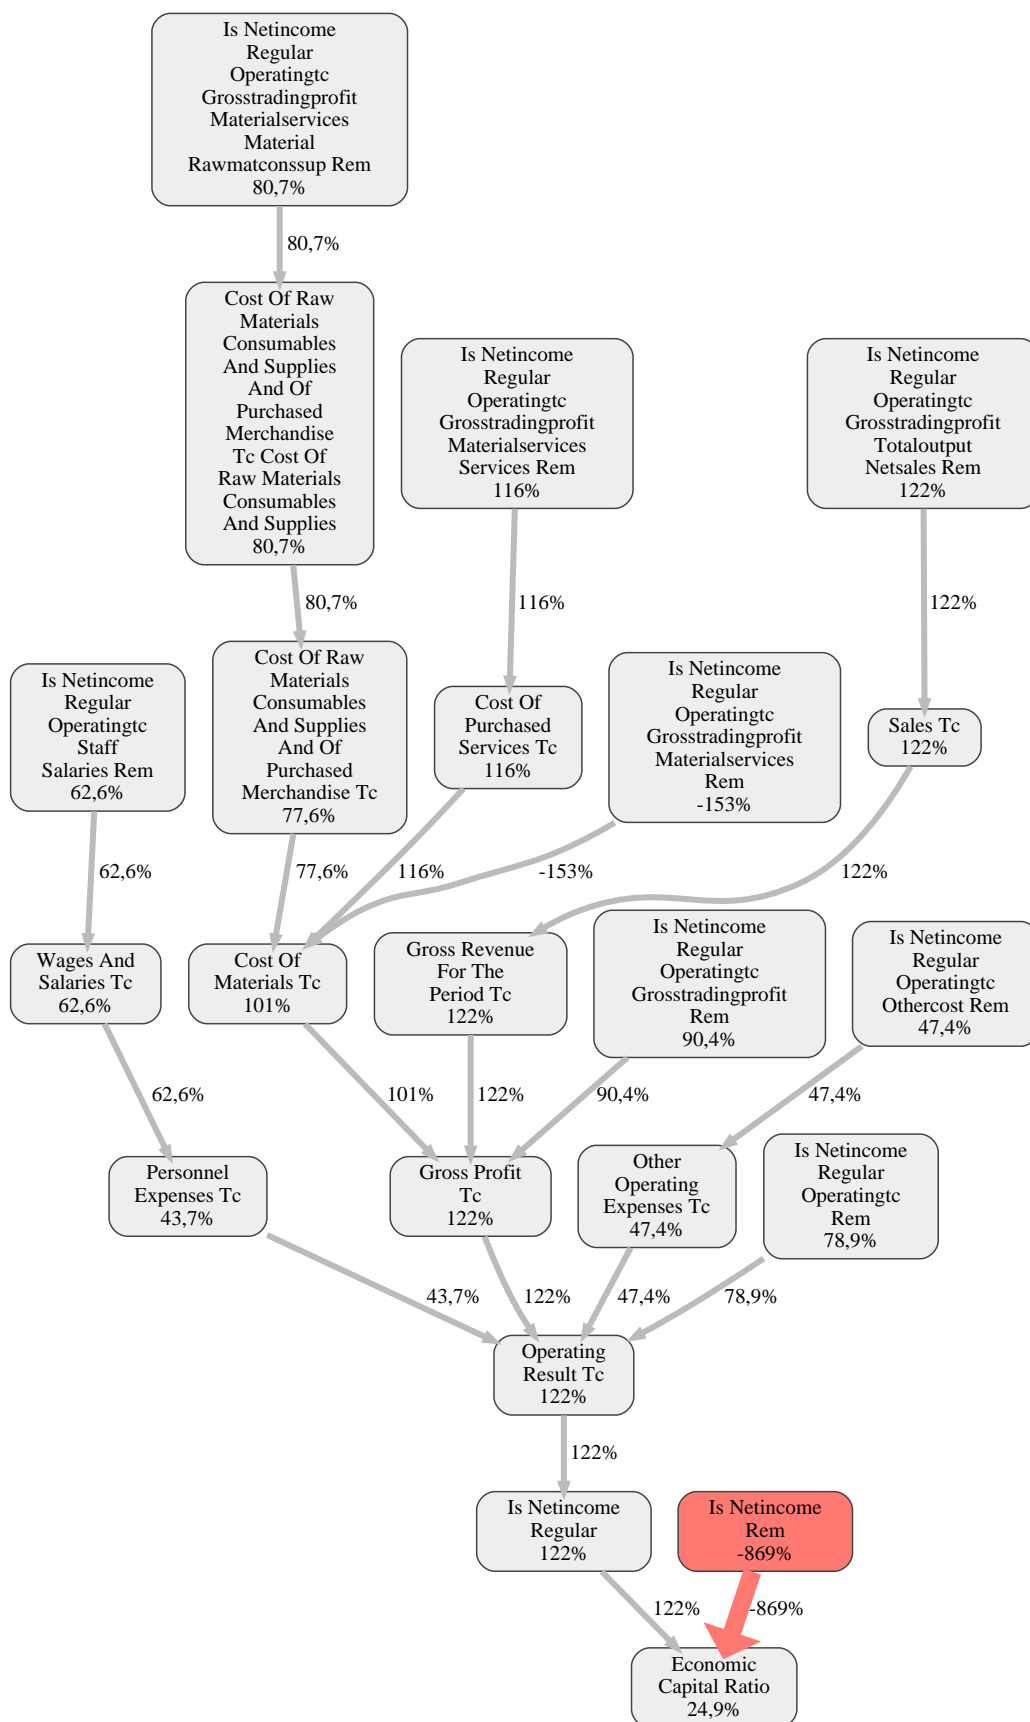 Is Netincome
Regular
Operatingtc
Grosstradingprofit
Materialservices
Material
Rawmatconssup Rem
80,7%
80,7%
Cost Of Raw
Materials
Consumables
And Supplies
And Of
Purchased
Merchandise
Tc Cost Of
Raw Materials
Consumables
And Supplies
80,7%
Is Netincome
Regular
Operatingtc
Grosstradingprofit
Materialservices
Services Rem
116%
Is Netincome
Regular
Operatingtc
Grosstradingprofit
Totaloutput
Netsales Rem
122%
80,7%
116%
122%
Is Netincome
Regular
Operatingtc
Staff
Salaries Rem
62,6%
Cost Of Raw
Materials
Consumables
And Supplies
And Of
Purchased
Merchandise Tc
77,6%
Cost Of
Purchased
Services Tc
116%
Is Netincome
Regular
Operatingtc
Grosstradingprofit
Materialservices
Rem
-153%
Sales Tc
122%
62,6%
77,6%
116%
-153%
122%
Wages And
Salaries Tc
62,6%
Cost Of
Materials Tc
101%
Gross Revenue
For The
Period Tc
122%
Is Netincome
Regular
Operatingtc
Grosstradingprofit
Rem
90,4%
Is Netincome
Regular
Operatingtc
Othercost Rem
47,4%
62,6%
101%
122%
90,4%
47,4%
Personnel
Expenses Tc
43,7%
Gross Profit
Tc
122%
Other
Operating
Expenses Tc
47,4%
Is Netincome
Regular
Operatingtc
Rem
78,9%
43,7%
122%
47,4%
78,9%
Operating
Result Tc
122%
122%
Is Netincome
Regular
122%
Is Netincome
Rem
-869%
122%
-869%
Economic
Capital Ratio
24,9%